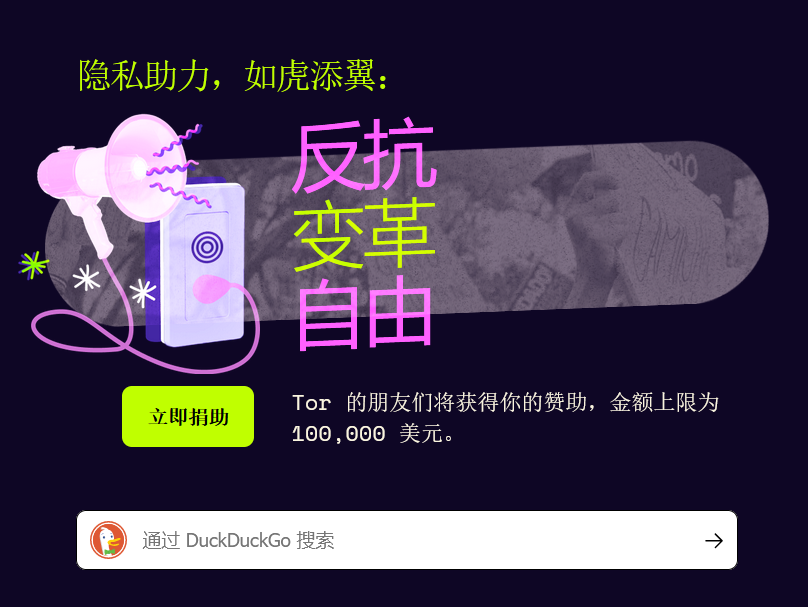 隐私助力，如虎添翼：
反抗
变革
自由
立即捐助
Tor 的朋友们将获得你的赞助，金额上限为
100,000 美元。
通过 DuckDuckGo 搜索